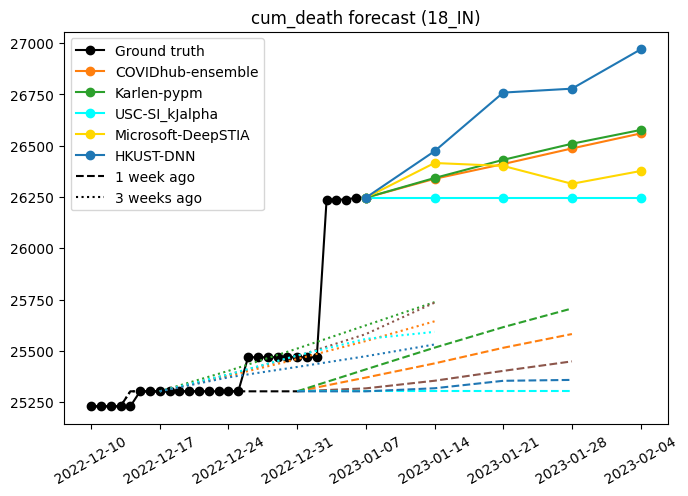 cum_death forecast (18_IN)
27000
26750
26500
26250
26000
25750
25500
25250
Ground truth
COVIDhub-ensemble
Karlen-pypm
USC-SI_kJalpha
Microsoft-DeepSTIA
HKUST-DNN
1 week ago
3 weeks ago
2022-12-10
2022-12-17
2022-12-24
2022-12-31
2023-01-07
2023-01-14
2023-01-21
2023-01-28
2023-02-04